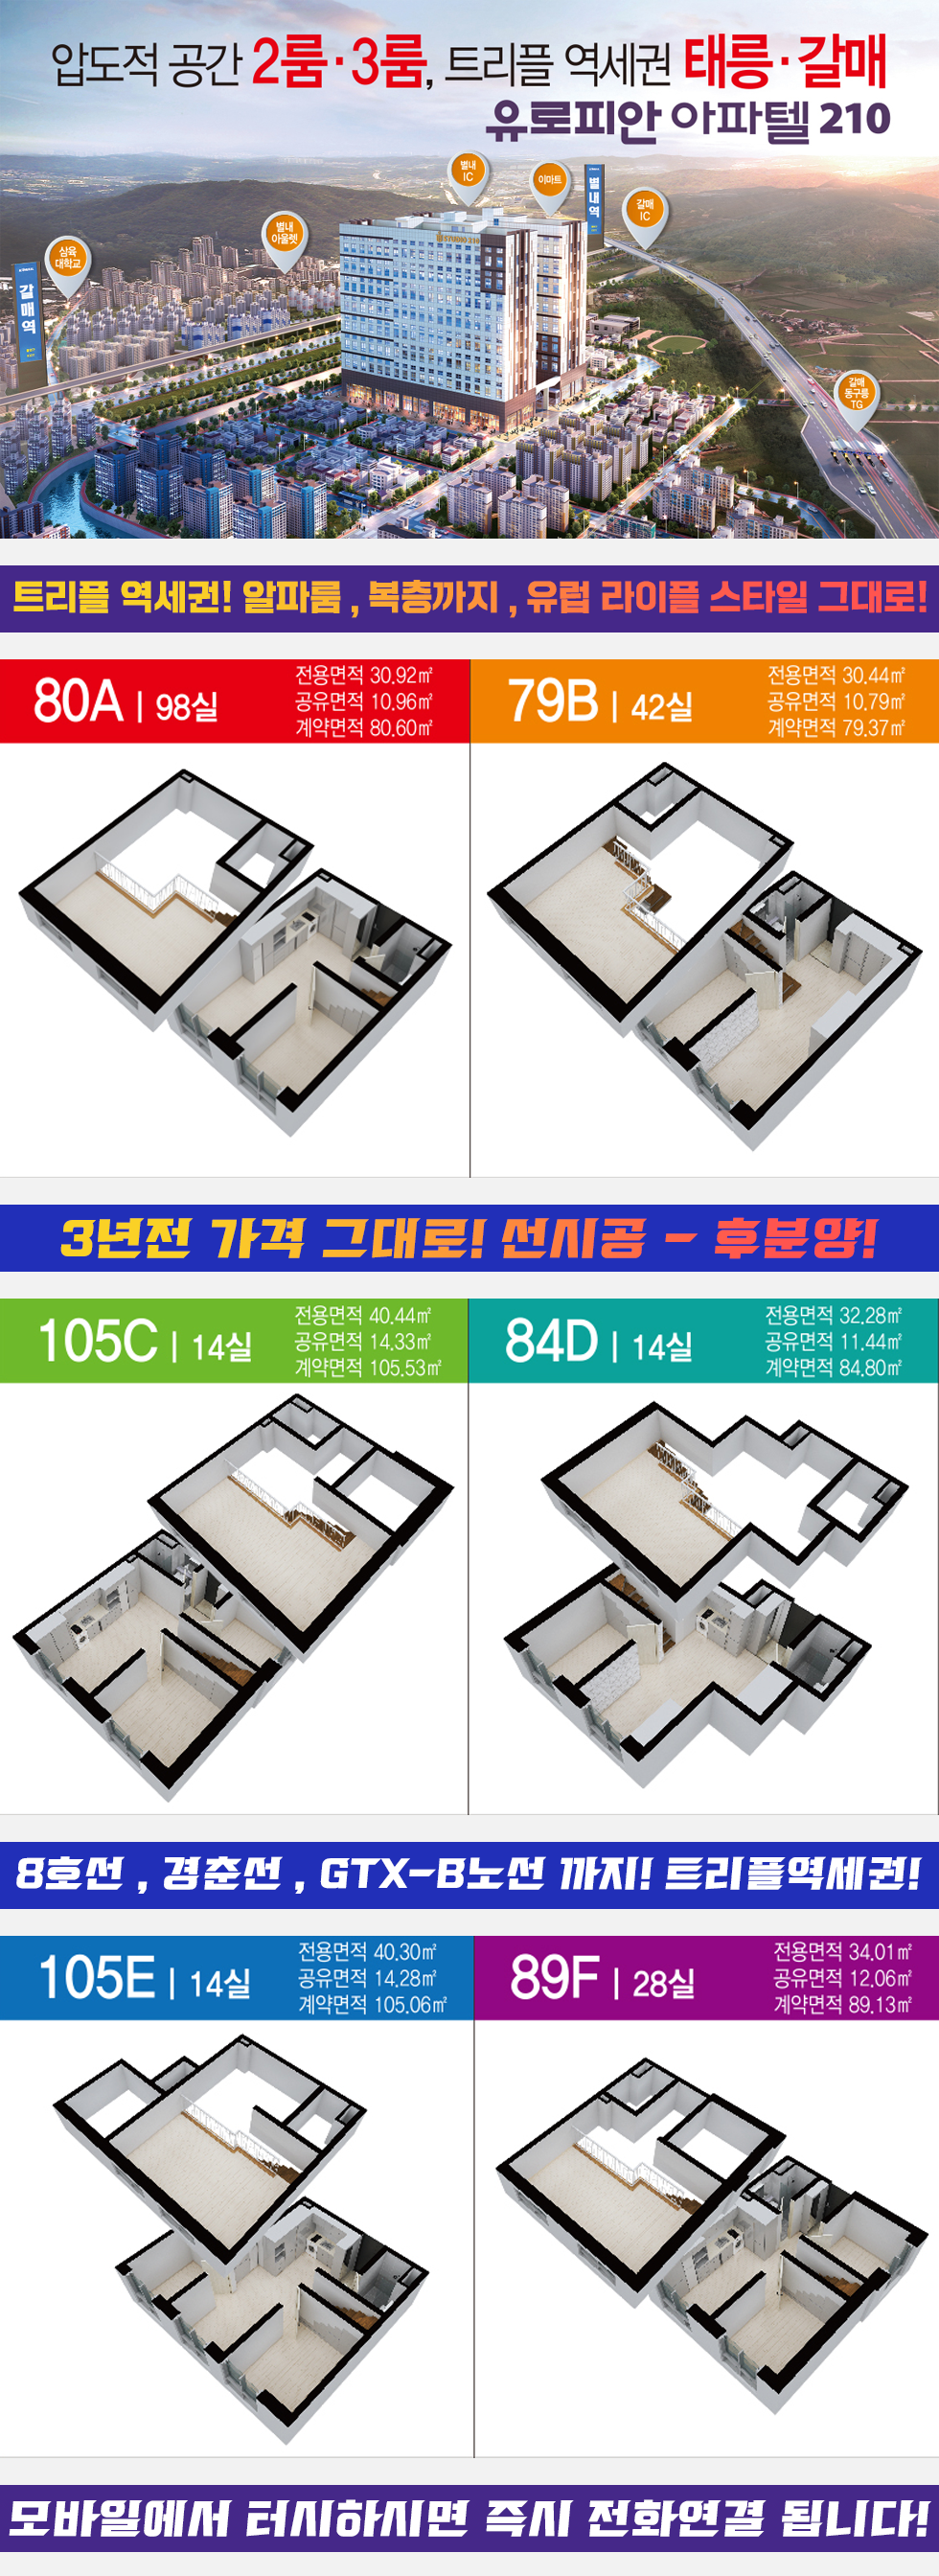 압도적 공간 2룸·3룸, 트리플 역세권 태릉·갈매
유로피안 아파텔 210
별내
IC
이마트
별내역
갈매
IC
별내
아울렛
삼육
대학교
갈매역
STUDIO 210
갈매
동구릉
TG
트리플 역세권! 알파룸 , 복층까지 , 유럽 라이플 스타일 그대로!
80A | 98실
전용면적 30.92㎡
공유면적 10.96㎡
계약면적 80.60㎡
79B | 42실
전용면적 30.44㎡
공유면적 10.79㎡
계약면적 79.37㎡
3년전 가격 그대로! 선시공 - 후분양!
105C | 14실
전용면적 40.44㎡
공유면적 14.33㎡
계약면적 105.53㎡
84D | 14실
전용면적 32.28㎡
공유면적 11.44㎡
계약면적 84.80㎡
8호선 , 경춘선 , GTX-B노선 까지! 트리플역세권!
105E | 14실
전용면적 40.30㎡
공유면적 14.28㎡
계약면적 105.06㎡
89F | 28실
전용면적 34.01㎡
공유면적 12.06㎡
계약면적 89.13㎡
모바일에서 터시하시면 즉시 전화연결 됩니다!